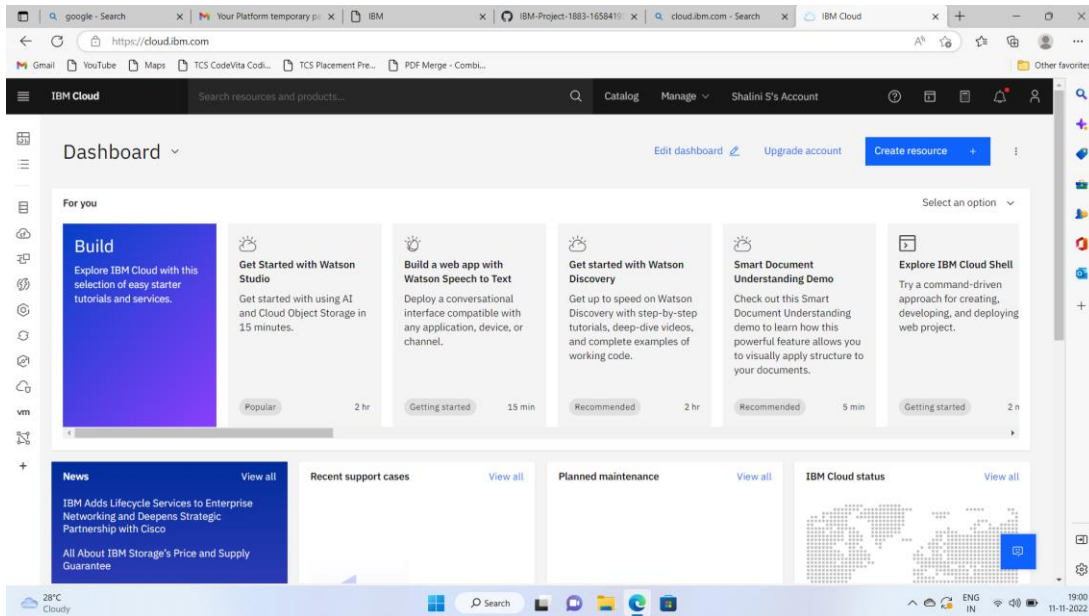 google - Search
Your Platform temporary p
IBM
IBM-Project-1883-1658419
cloud.ibm.com - Search
IBM Cloud
https://cloud.ibm.com
Gmail YouTube Maps TCS CodeVita Codi... TCS Placement Pre... PDF Merge - Combi...
Other favorites
IBM Cloud
Search resources and products...
Catalog
Manage
Shalini S's Account
Dashboard
Edit dashboard
Upgrade account
Create resource +
For you
Select an option
Build
Explore IBM Cloud with this
selection of easy starter
tutorials and services.
Get Started with Watson
Studio
Get started with using AI
and Cloud Object Storage in
15 minutes.
Popular
2 hr
Build a web app with
Watson Speech to Text
Deploy a conversational
interface compatible with
any application, device, or
channel.
Getting started
15 min
Get started with Watson
Discovery
Get up to speed on Watson
Discovery with step-by-step
tutorials, deep-dive videos,
and complete examples of
working code.
Recommended
2 hr
Smart Document
Understanding Demo
Check out this Smart
Document Understanding
demo to learn how this
powerful feature allows you
to visually apply structure to
your documents.
Recommended
5 min
Explore IBM Cloud Shell
Try a command-driven
approach for creating,
developing, and deploying
web project.
Getting started
2
vm
News
View all
IBM Adds Lifecycle Services to Enterprise
Networking and Deepens Strategic
Partnership with Cisco
All About IBM Storage's Price and Supply
Guarantee
Recent support cases
View all
Planned maintenance
View all
IBM Cloud status
View all
28°C
Cloudy
Search
ENG
IN
19:00
11-11-2022